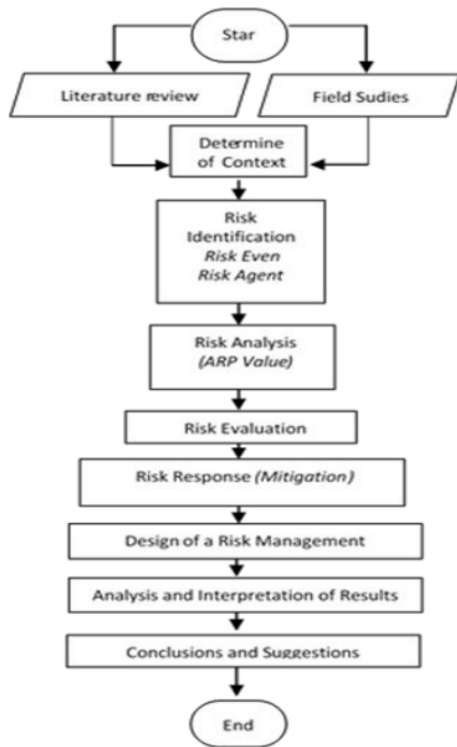 Star
Literature review
Field Sudies
Determine
of Context
Risk
Identification
Risk Even
Risk Agent
Risk Analysis
(ARP Value)
Risk Evaluation
Risk Response (Mitigation)
Design of a Risk Management
Analysis and Interpretation of Results
Conclusions and Suggestions
End